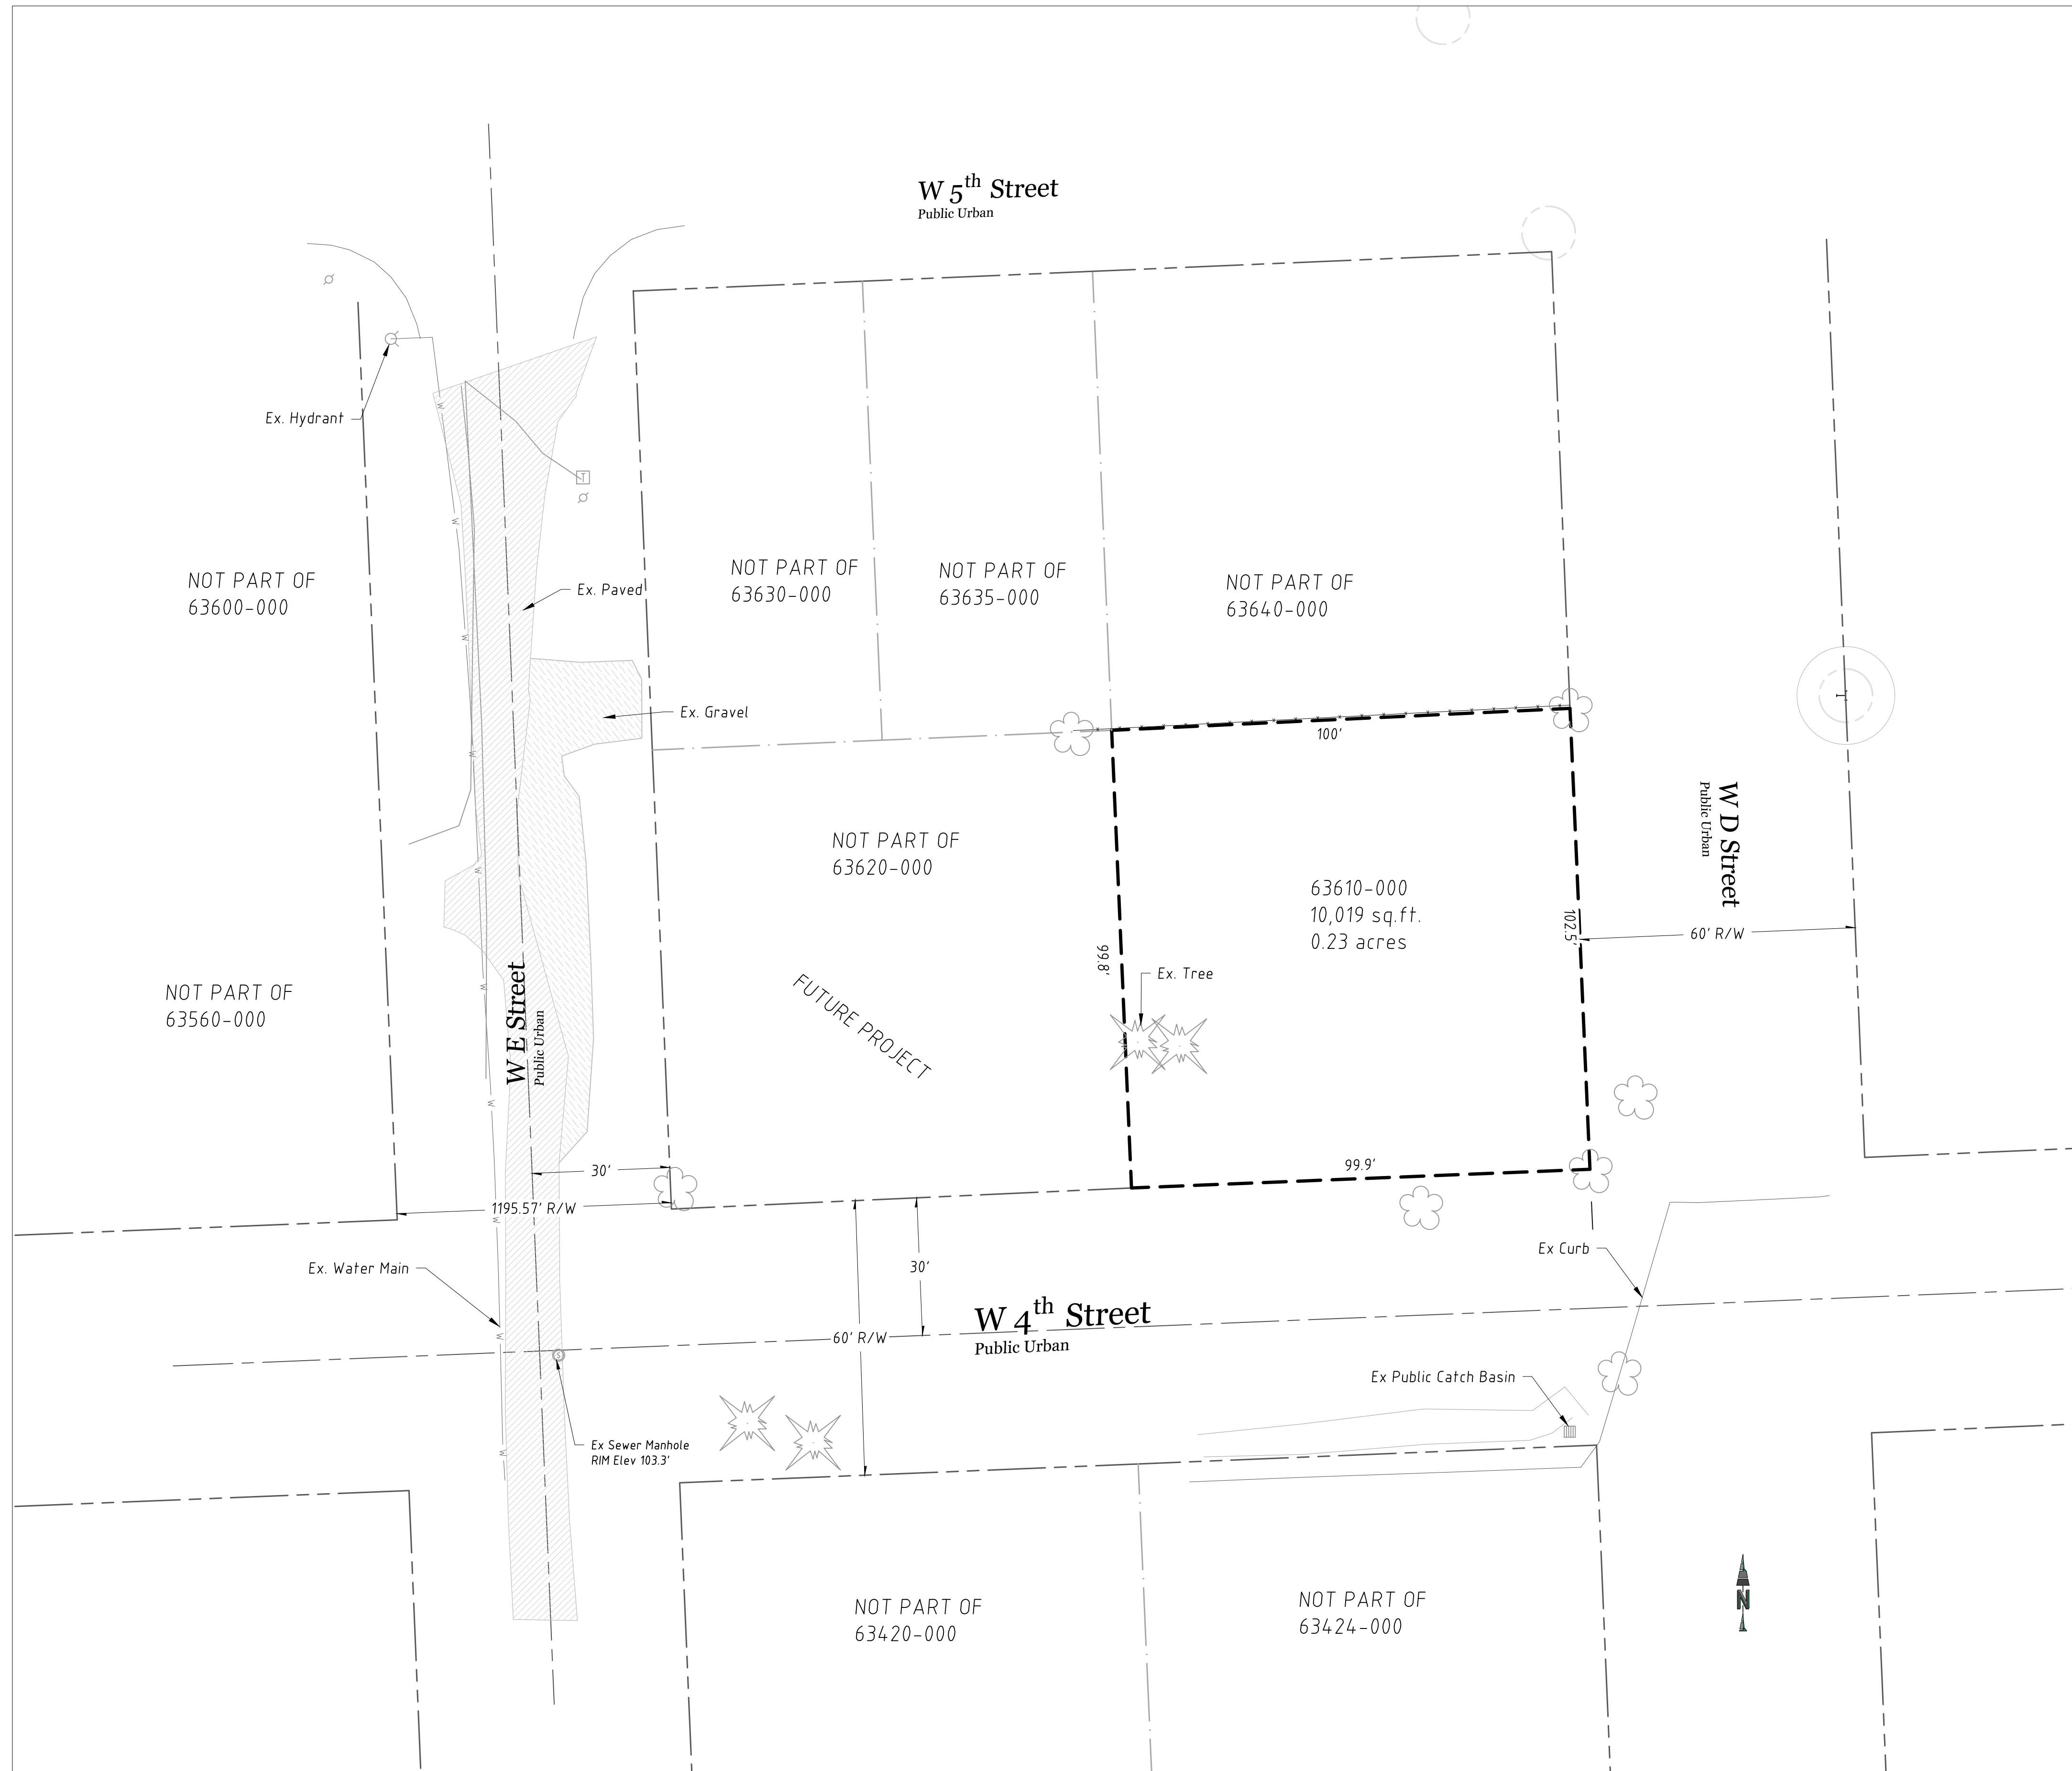 W 5th Street
Public Urban
Ex. Hydrant
T
NOT PART OF
63600-000
Ex. Paved
NOT PART OF
63630-000
NOT PART OF
63635-000
NOT PART OF
63640-000
Ex. Gravel
100'
W D Street
Public Urban
NOT PART OF
63620-000
63610-000
10,019 sq.ft.
0.23 acres
102.5'
60' R/W
99.8'
Ex. Tree
NOT PART OF
63560-000
FUTURE PROJECT
W E Street
Public Urban
W
W
W
W
W
W
W
W
W
W
30'
1195.57' R/W
99.9'
Ex. Water Main
30'
60' R/W
W 4th Street
Public Urban
Ex Curb
Ex Public Catch Basin
S
Ex Sewer Manhole
RIM Elev 103.3'
NOT PART OF
63420-000
NOT PART OF
63424-000
N